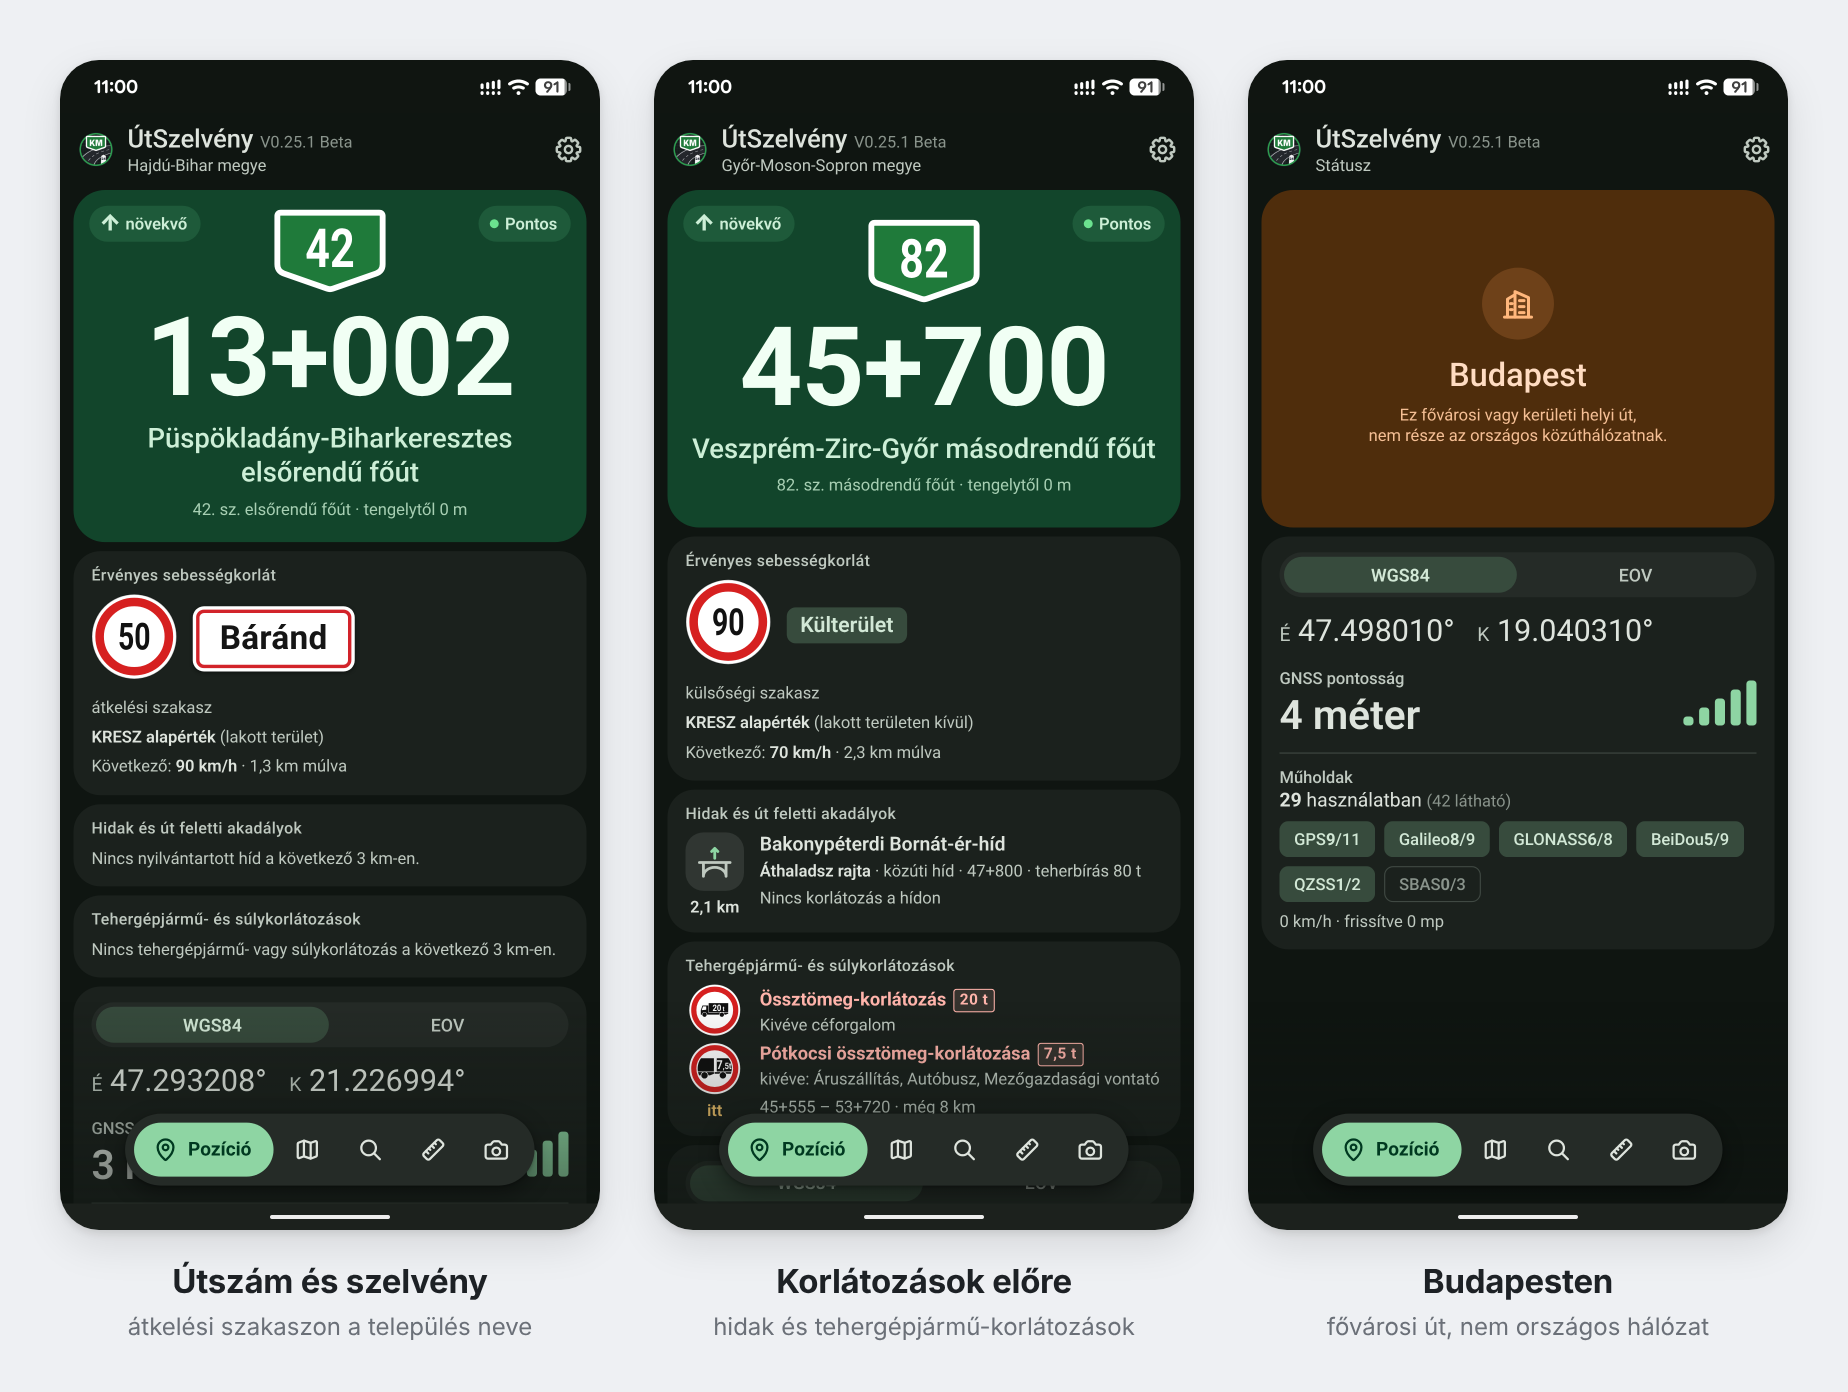 11:00
91
KM
ÚtSzelvény V0.25.1 Beta
Hajdú-Bihar megye
növekvő
Pontos
42
13+002
Püspökladány-Biharkeresztes
elsőrendű főút
42. sz. elsőrendű főút · tengelytől 0 m
Érvényes sebességkorlát
50
Báránd
átkelési szakasz
KRESZ alapérték (lakott terület)
Következő: 90 km/h · 1,3 km múlva
Hidak és út feletti akadályok
Nincs nyilvántartott híd a következő 3 km-en.
Tehergépjármű- és súlykorlátozások
Nincs tehergépjármű- vagy súlykorlátozás a következő 3 km-en.
WGS84 EOV
É 47.293208° K 21.226994°
GNSS
3
Pozíció
Útszám és szelvény
átkelési szakaszon a település neve
11:00
91
KM
ÚtSzelvény V0.25.1 Beta
Győr-Moson-Sopron megye
növekvő
Pontos
82
45+700
Veszprém-Zirc-Győr másodrendű főút
82. sz. másodrendű főút · tengelytől 0 m
Érvényes sebességkorlát
90
Külterület
külsőségi szakasz
KRESZ alapérték (lakott területen kívül)
Következő: 70 km/h · 2,3 km múlva
Hidak és út feletti akadályok
Bakonypéterdi Bornát-ér-híd
Áthaladsz rajta · közúti híd · 47+800 · teherbírás 80 t
Nincs korlátozás a hídon
2,1 km
Tehergépjármű- és súlykorlátozások
20t
Össztömeg-korlátozás 20 t
Kivéve céforgalom
7,5t
Pótkocsi össztömeg-korlátozása 7,5 t
kivéve: Áruszállítás, Autóbusz, Mezőgazdasági vontató
itt
45+555 – 53+720 · még 8 km
Pozíció
WGS84 EOV
Korlátozások előre
hidak és tehergépjármű-korlátozások
11:00
91
KM
ÚtSzelvény V0.25.1 Beta
Státusz
Budapest
Ez fővárosi vagy kerületi helyi út,
nem része az országos közúthálózatnak.
WGS84 EOV
É 47.498010° K 19.040310°
GNSS pontosság
4 méter
Műholdak
29 használatban (42 látható)
GPS9/11 Galileo8/9 GLONASS6/8 BeiDou5/9
QZSS1/2 SBAS0/3
0 km/h · frissítve 0 mp
Pozíció
Budapesten
fővárosi út, nem országos hálózat